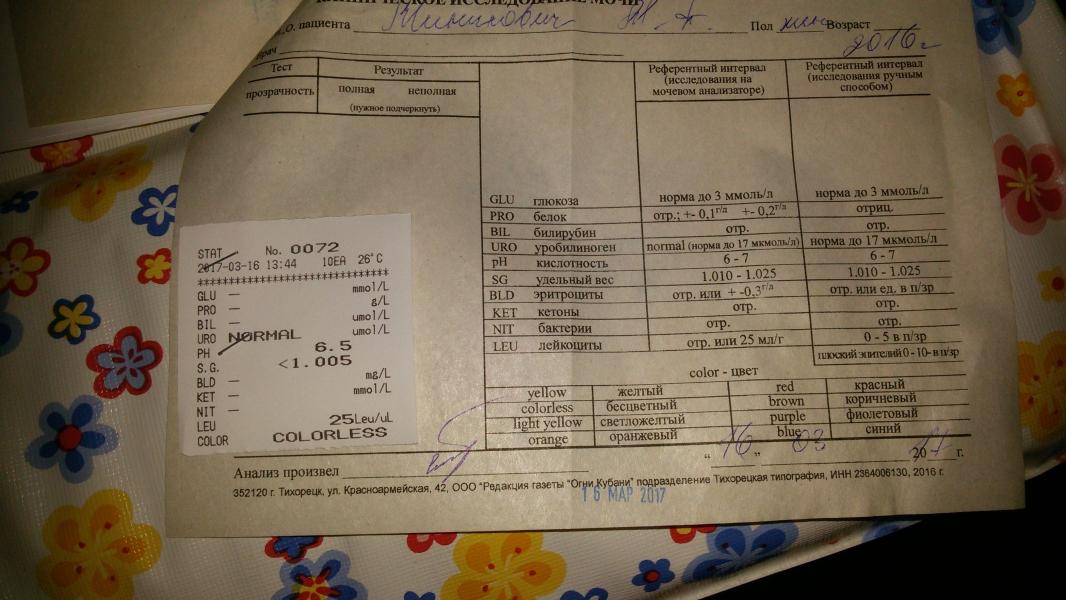 КЛИНИЧЕСКОЕ ИССЛЕДОВАНИЕ МОЧИ
И.О. пациента Пол жен Возраст
врач 2016г
Тест Результат Референтный интервал (исследования на мочевом анализаторе) Референтный интервал (исследования ручным способом)
прозрачность полная неполная
(нужное подчеркнуть)
GLU глюкоза норма до 3 ммоль/л норма до 3 ммоль/л
PRO белок отр.; +- 0,1г/л +- 0,2г/л отриц.
BIL билирубин отр. отр.
URO уробилиноген normal (норма до 17 мкмоль/л) норма до 17 мкмоль/л
pH кислотность 6 - 7 6 - 7
SG удельный вес 1.010 - 1.025 1.010 - 1.025
BLD эритроциты отр. или + -0,3г/л отр. или ед. в п/зр
KET кетоны отр. отр.
NIT бактерии отр. отр.
LEU лейкоциты отр. или 25 мл/г 0 - 5 в п/зр
плоский эпителий 0 - 10- в п/зр
color - цвет
yellow желтый red красный
colorless бесцветный brown коричневый
light yellow светложелтый purple фиолетовый
orange оранжевый blue синий
STAT No. 0072
2017-03-16 13:44 10EA 26°C
************************************
GLU — mmol/L
PRO — g/L
BIL — umol/L
URO NORMAL umol/L
PH 6.5
S.G. <1.005
BLD — mg/L
KET — mmol/L
NIT —
LEU 25Leu/uL
COLOR COLORLESS
" 16 " 03 2017 г.
Анализ произвел
352120 г. Тихорецк, ул. Красноармейская, 42, ООО "Редакция газеты "Огни Кубани" подразделение Тихорецкая типография, ИНН 2364006130, 2016 г.
16 МАР 2017